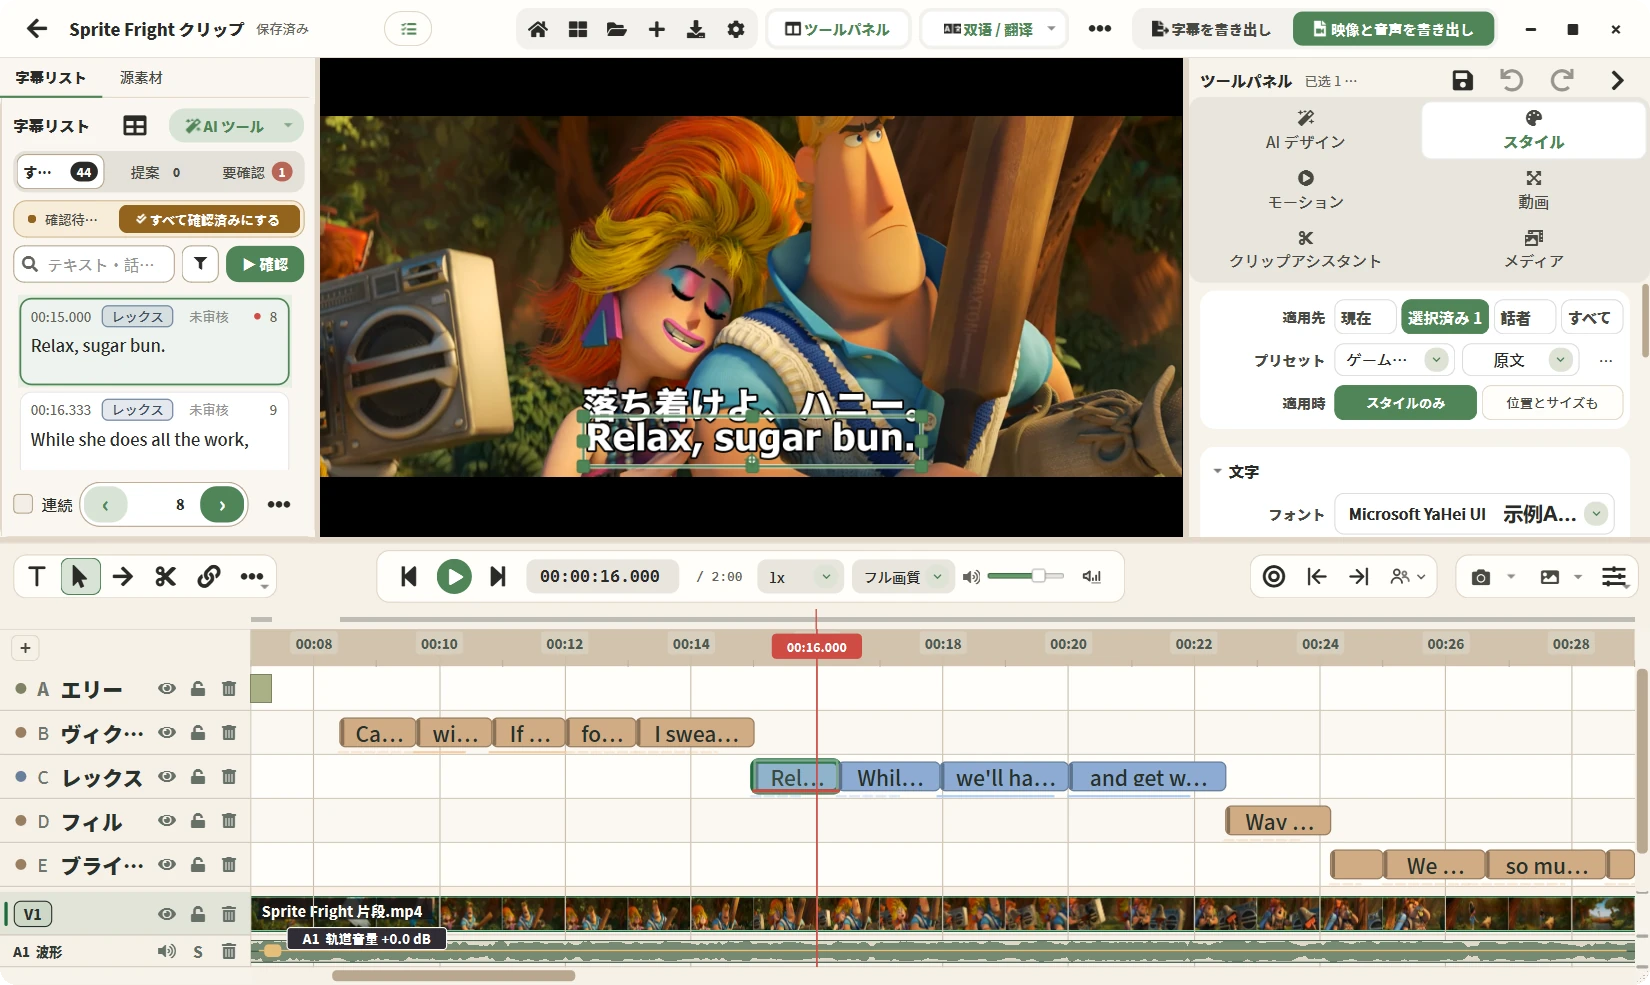 Sprite Fright クリップ 保存済み
ツールパネル
双语 / 翻译
字幕を書き出し
映像と音声を書き出し
字幕リスト 源素材
字幕リスト
AI ツール
す… 44 提案 0 要確認 1
確認待… すべて確認済みにする
テキスト・話… 確認
00:15.000 レックス 未审核 8
Relax, sugar bun.
00:16.333 レックス 未审核 9
While she does all the work,
連続 8
落ち着けよ、ハニー。
Relax, sugar bun.
ツールパネル 已选 1 …
AI デザイン スタイル
モーション 動画
クリップアシスタント メディア
適用先 現在 選択済み 1 話者 すべて
プリセット ゲーム… 原文 …
適用時 スタイルのみ 位置とサイズも
文字
フォント Microsoft YaHei UI 示例A...
00:00:16.000 / 2:00 1x フル画質
00:08 00:10 00:12 00:14 00:16.000 00:18 00:20 00:22 00:24 00:26 00:28
A エリー
B ヴィク… Ca... wi... If ... fo... I swea...
C レックス Rel... Whil... we'll ha... and get w...
D フィル Wav ...
E ブライ… We ... so mu...
V1 Sprite Fright 片段.mp4
A1 轨道音量 +0.0 dB
A1 波形 S